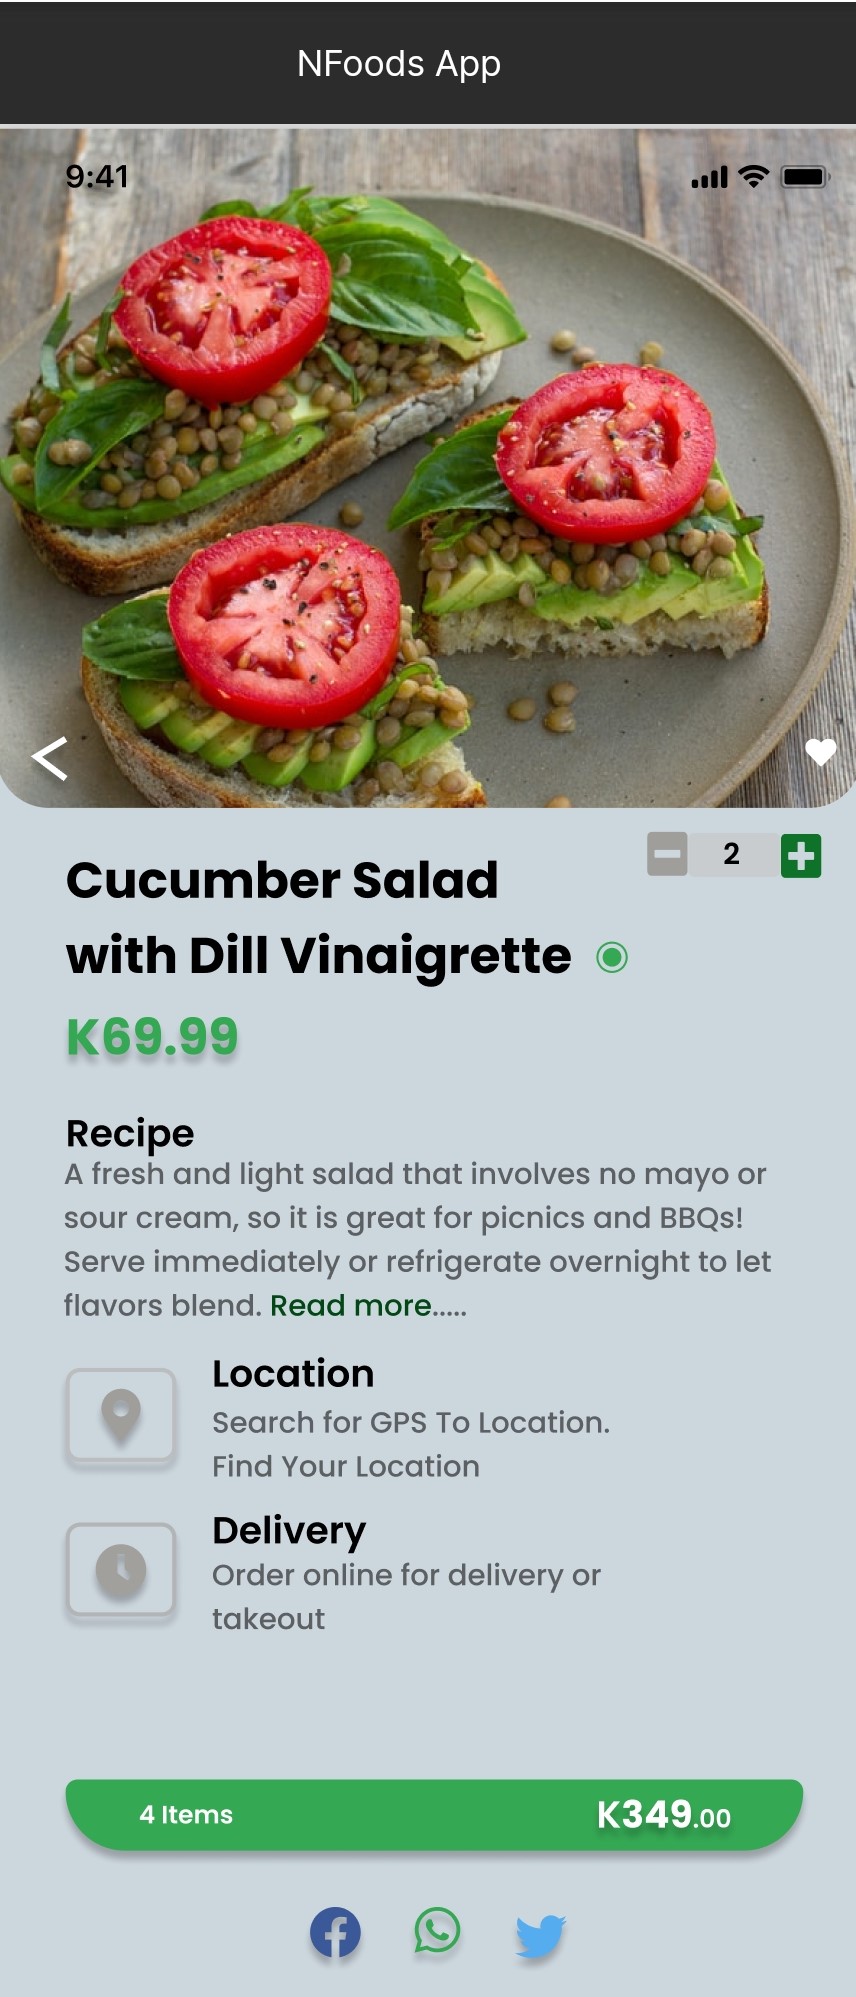 NFoods App
9:41
2
Cucumber Salad
with Dill Vinaigrette
K69.99
Recipe
A fresh and light salad that involves no mayo or
sour cream, so it is great for picnics and BBQs!
Serve immediately or refrigerate overnight to let
flavors blend. Read more.....
Location
Search for GPS To Location.
Find Your Location
Delivery
Order online for delivery or
takeout
4 Items K349.00